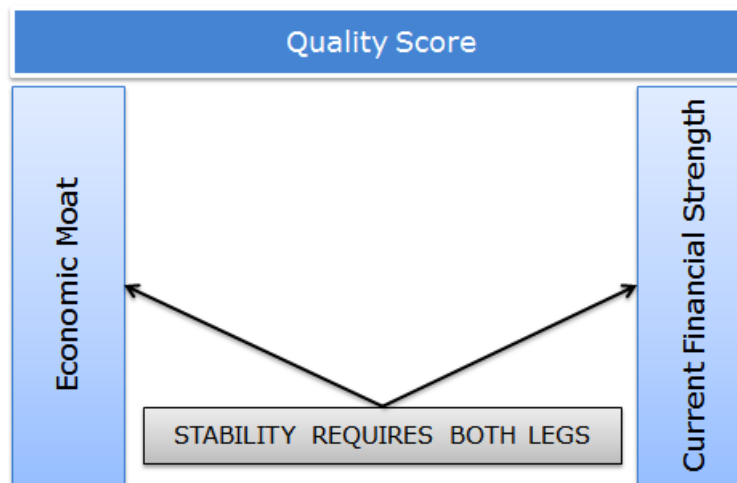 Quality Score
Economic Moat
Current Financial Strength
STABILITY REQUIRES BOTH LEGS